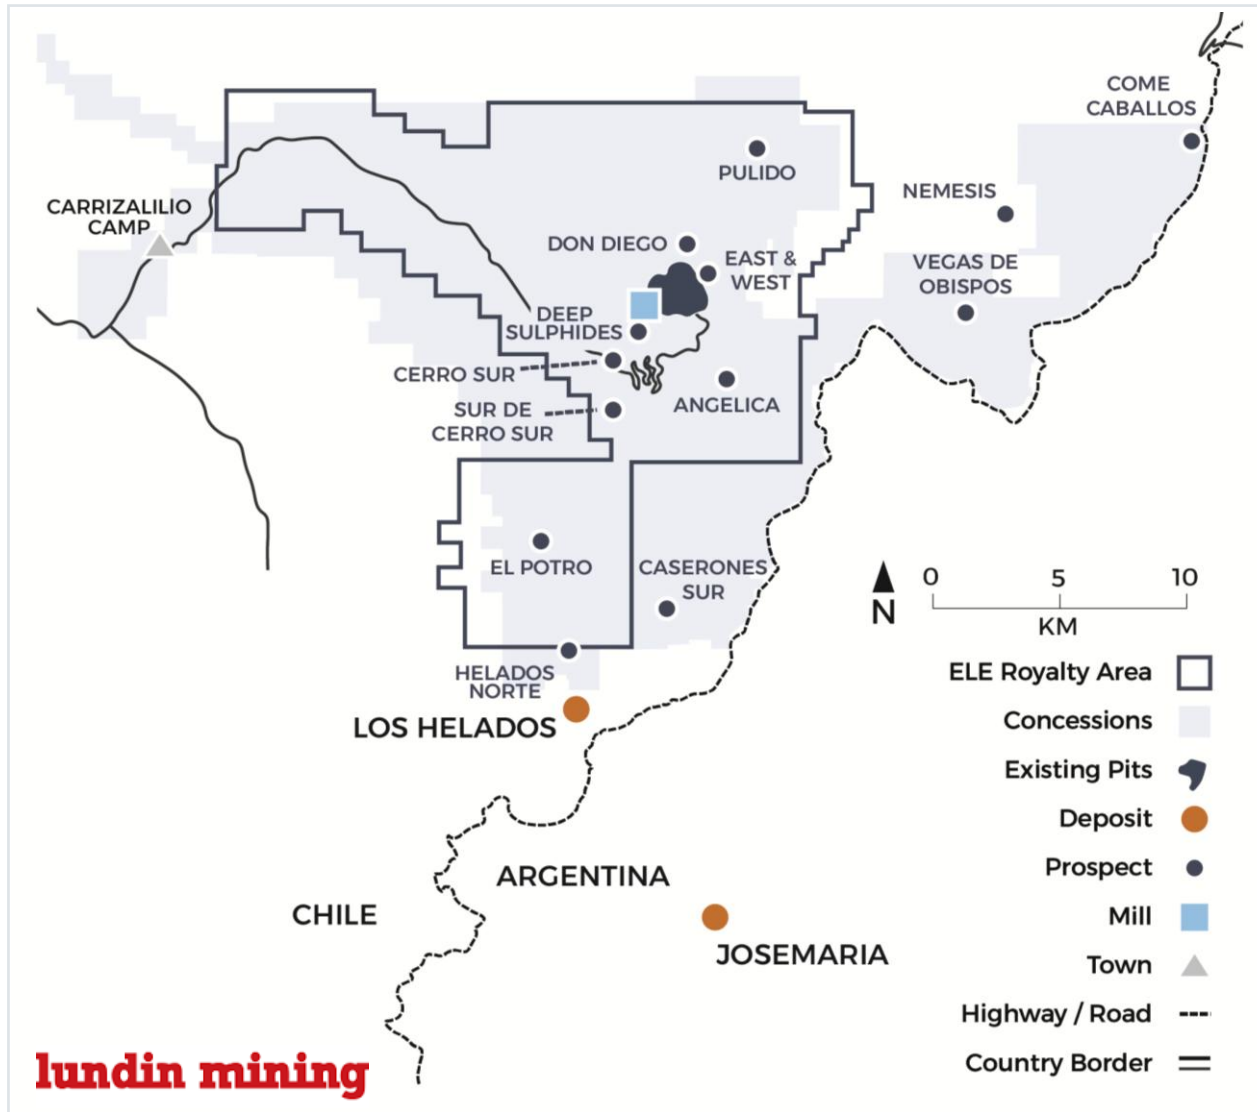 COME
CABALLOS
PULIDO
NEMESIS
CARRIZALILIO
CAMP
DON DIEGO
EAST &
WEST
VEGAS DE
OBISPOS
DEEP
SULPHIDES
CERRO SUR
ANGELICA
SUR DE
CERRO SUR
EL POTRO
CASERONES
SUR
HELADOS
NORTE
LOS HELADOS
ARGENTINA
CHILE
JOSEMARIA
N
0 5 10
KM
ELE Royalty Area
Concessions
Existing Pits
Deposit
Prospect
Mill
Town
Highway / Road
Country Border
lundin mining